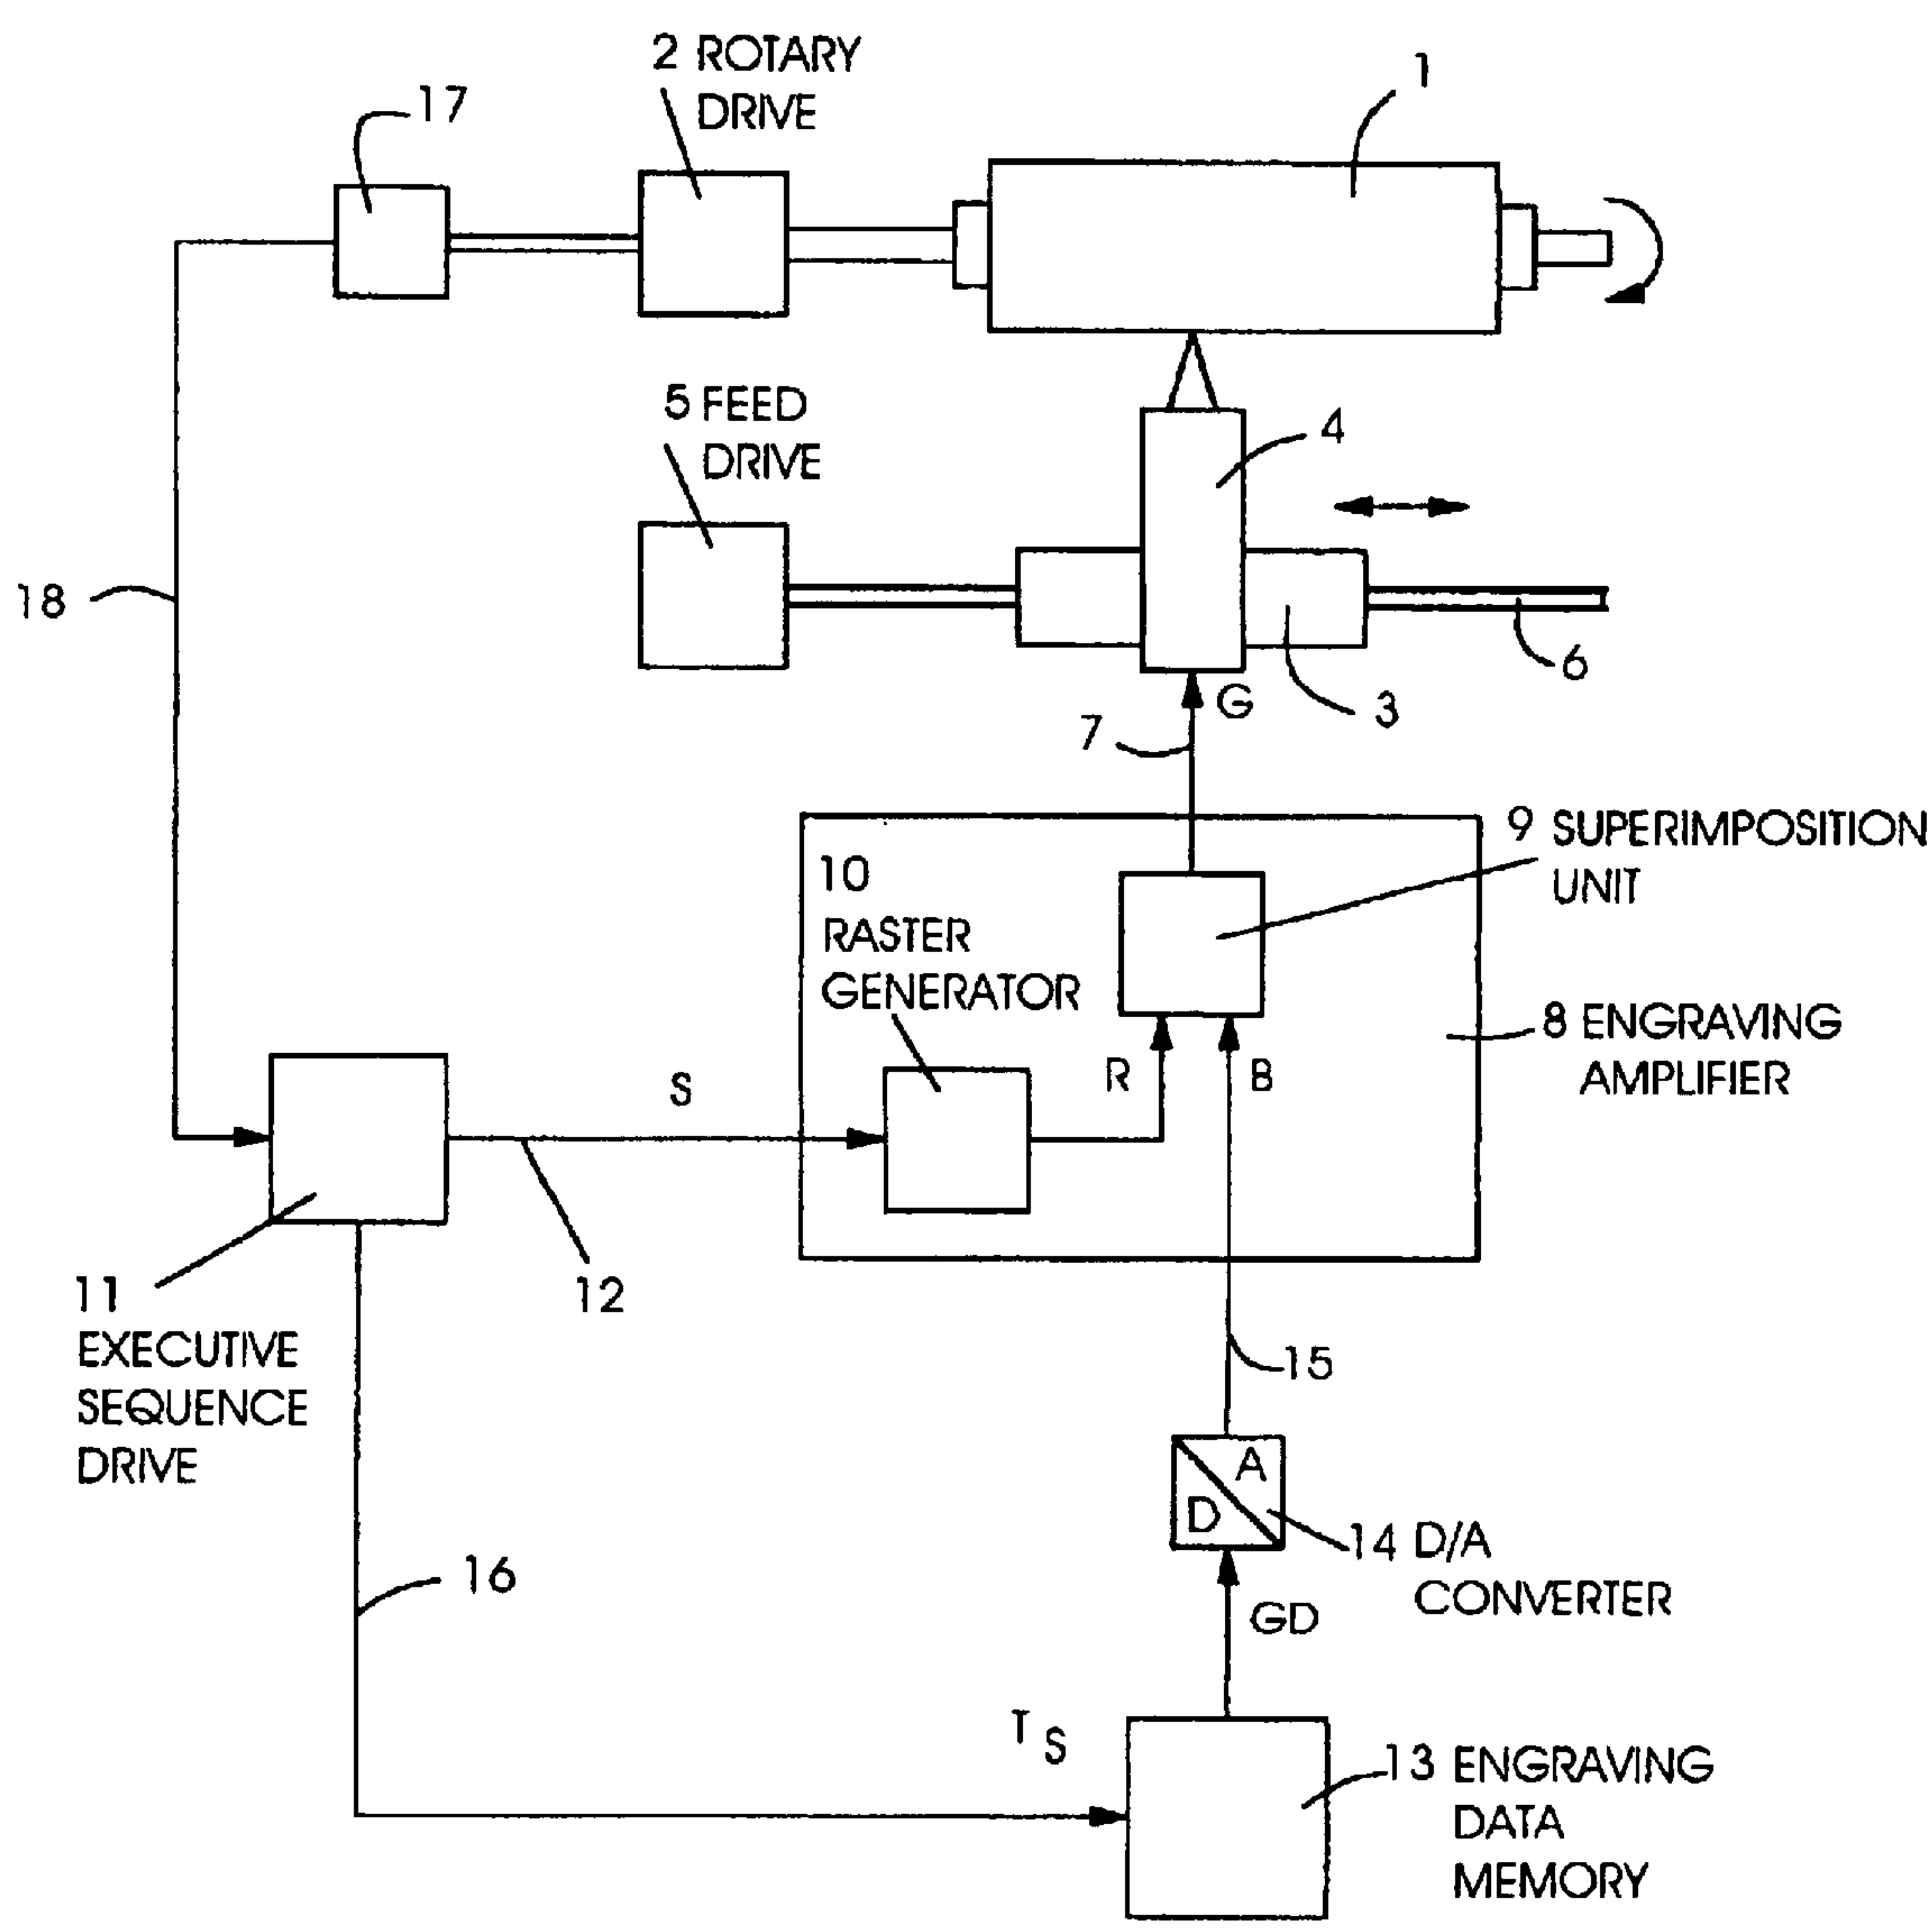 2 ROTARY
DRIVE
1
17
5 FEED
DRIVE
4
18
6
3
G
7
9 SUPERIMPOSITION
UNIT
10
RASTER
GENERATOR
8 ENGRAVING
AMPLIFIER
R
B
S
11
EXECUTIVE
SEQUENCE
DRIVE
12
15
A
D
14 D/A
CONVERTER
16
GD
TS
13 ENGRAVING
DATA
MEMORY